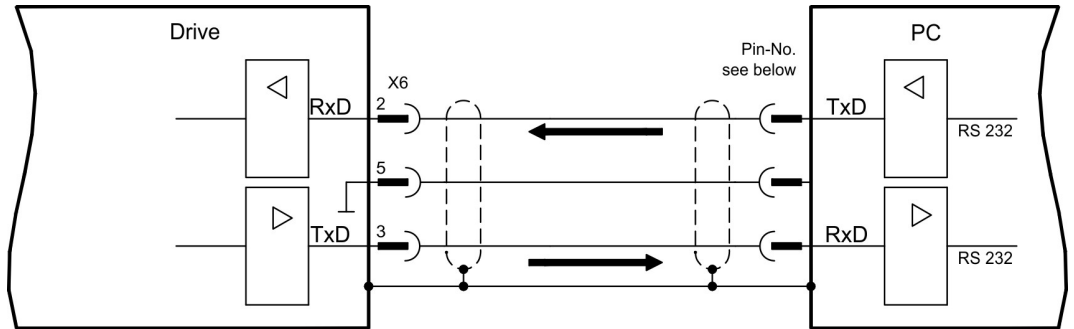 Drive
PC
Pin-No.
see below
X6
RxD
2
TxD
RS 232
5
TxD
3
RxD
RS 232